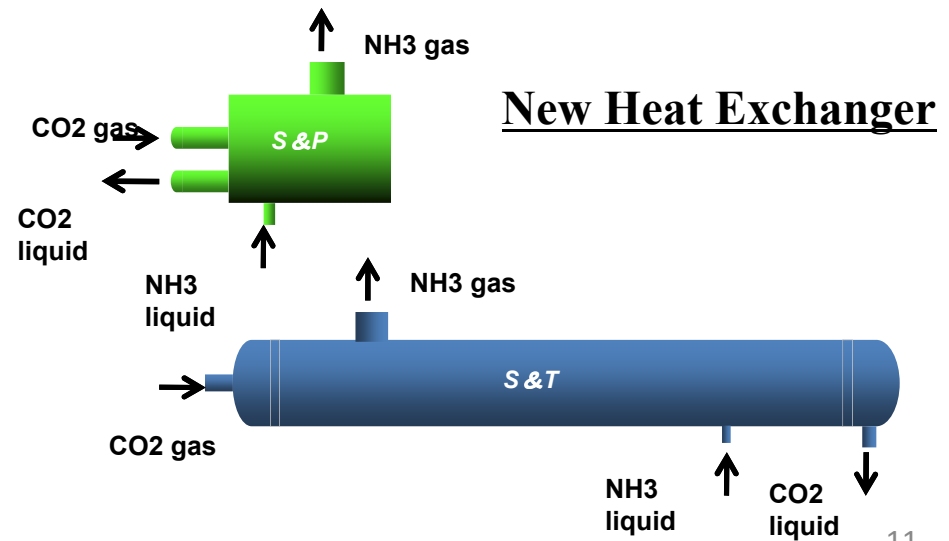 NH3 gas
New Heat Exchanger
CO2 gas
S &P
CO2
liquid
NH3
liquid
NH3 gas
S &T
CO2 gas
NH3
liquid
CO2
liquid
11